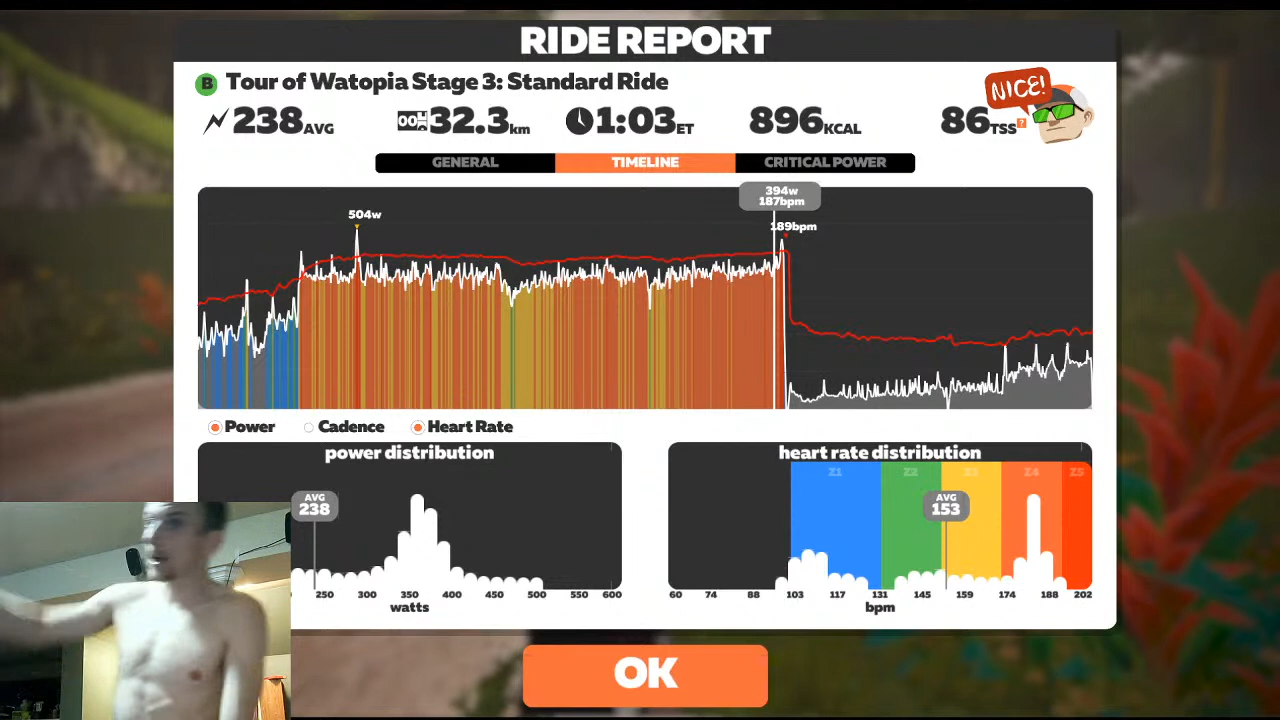 RIDE REPORT
B Tour of Watopia Stage 3: Standard Ride
NICE!
238AVG 32.3km 1:03ET 896KCAL 86TSS?
GENERAL TIMELINE CRITICAL POWER
394w
187bpm
504w
189bpm
Power Cadence Heart Rate
power distribution
AVG
238
250 300 350 400 450 500 550 600
watts
heart rate distribution
Z1 Z2 Z3 Z4 Z5
AVG
153
60 74 88 103 117 131 145 159 174 188 202
bpm
OK